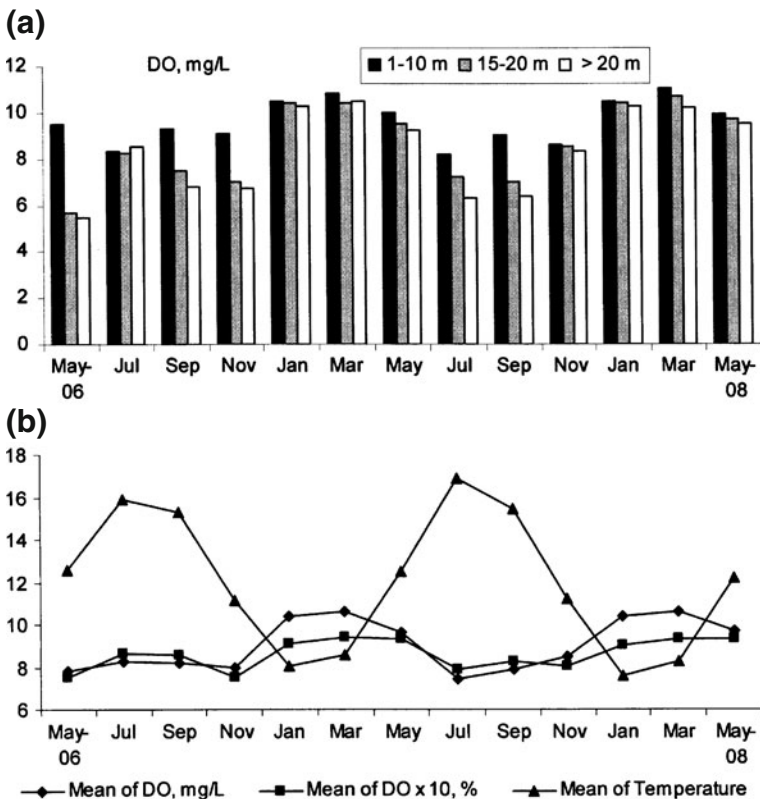 (a)
DO, mg/L
1-10 m 15-20 m > 20 m
12
10
8
6
4
2
0
May-06 Jul Sep Nov Jan Mar May Jul Sep Nov Jan Mar May-08
(b)
18
16
14
12
10
8
6
May-06 Jul Sep Nov Jan Mar May Jul Sep Nov Jan Mar May-08
Mean of DO, mg/L Mean of DO x 10, % Mean of Temperature